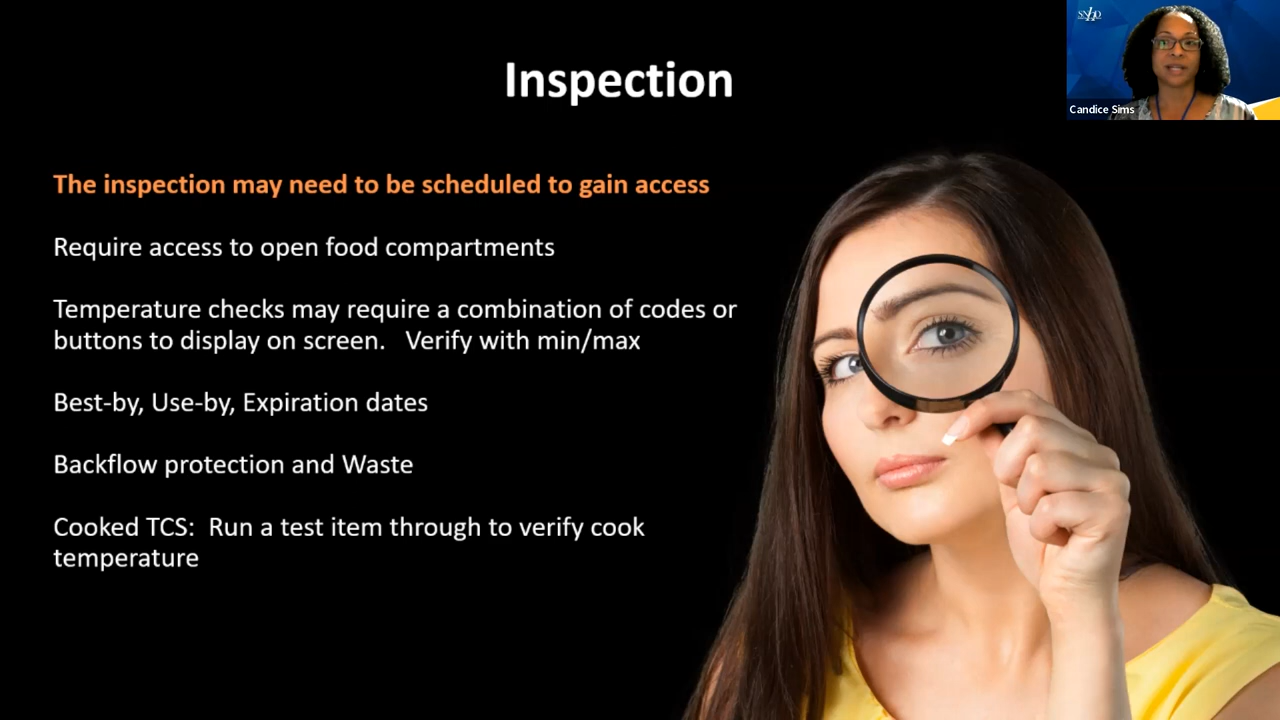 Inspection
SNHD
Candice Sims
The inspection may need to be scheduled to gain access
Require access to open food compartments
Temperature checks may require a combination of codes or
buttons to display on screen.   Verify with min/max
Best-by, Use-by, Expiration dates
Backflow protection and Waste
Cooked TCS:  Run a test item through to verify cook
temperature